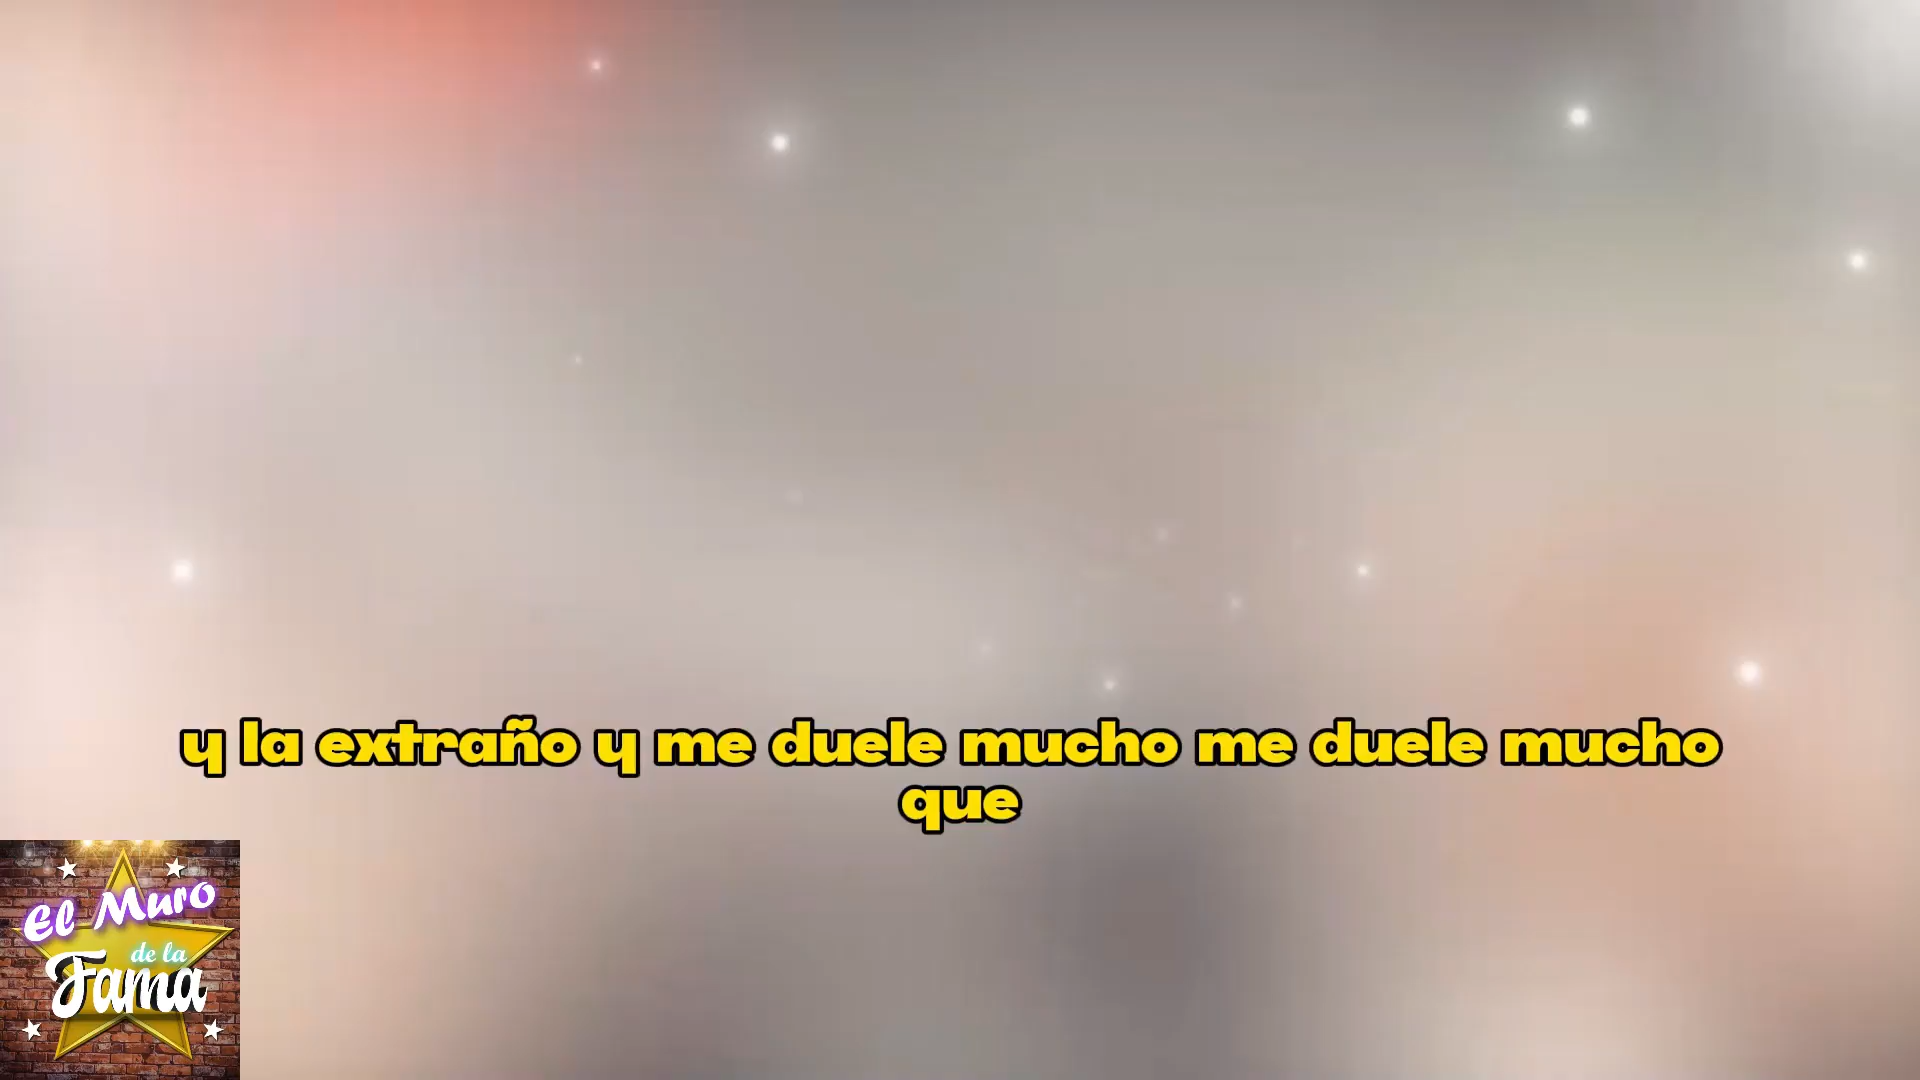 y la extraño y me duele mucho me duele mucho
que
El Muro
de la
Fama